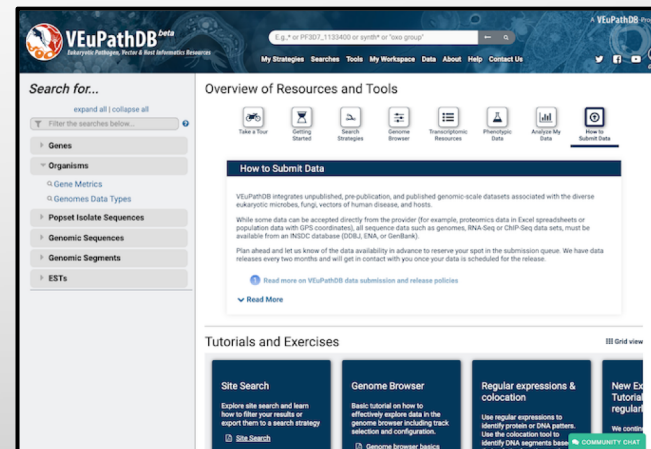 VEuPathDB beta
Eukaryotic Pathogen, Vector & Host Informatics Resources
E.g.,* or PF3D7_1133400 or synth* or "oxo group"
A VEuPathDB
My Strategies Searches Tools My Workspace Data About Help Contact Us
Search for...
expand all | collapse all
Filter the searches below...
Genes
Organisms
Gene Metrics
Genomes Data Types
Popset Isolate Sequences
Genomic Sequences
Genomic Segments
ESTs
Overview of Resources and Tools
Take a Tour
Getting Started
Search Strategies
Genome Browser
Transcriptomic Resources
Phenotypic Data
Analyze My Data
How to Submit Data
How to Submit Data
VEuPathDB integrates unpublished, pre-publication, and published genomic-scale datasets associated with the diverse
eukaryotic microbes, fungi, vectors of human disease, and hosts.
While some data can be accepted directly from the provider (for example, proteomics data in Excel spreadsheets or
population data with GPS coordinates), all sequence data such as genomes, RNA-Seq or ChIP-Seq data sets, must be
available from an INSDC database (DDBJ, ENA, or GenBank).
Plan ahead and let us know of the data availability in advance to reserve your spot in the submission queue. We have data
releases every two months and will get in contact with you once your data is scheduled for the release.
Read more on VEuPathDB data submission and release policies
Read More
Tutorials and Exercises
Grid view
Site Search
Explore site search and learn
how to filter your results or
export them to a search strategy
Site Search
Genome Browser
Basic tutorial on how to
effectively explore data in the
genome browser including track
selection and configuration.
Genome browser basics
Regular expressions &
colocation
Use regular expressions to
identify protein or DNA patters.
Use the colocation tool to
identify DNA segments base
New Ex
Tutorial
regularl
We contin
COMMUNITY CHAT